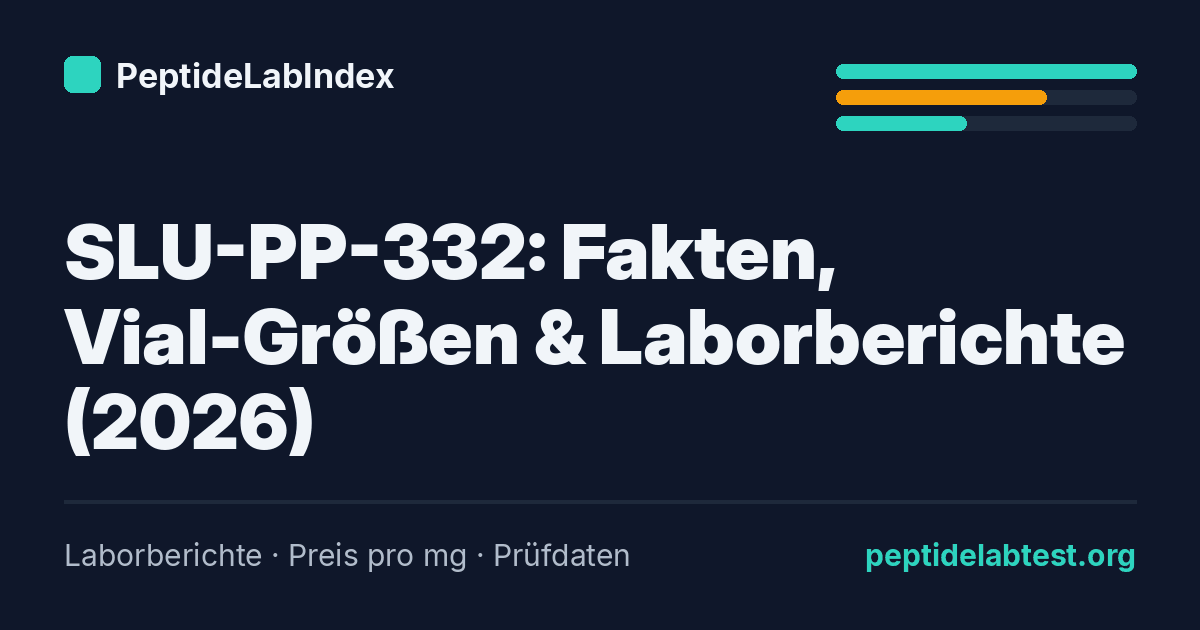 PeptideLabIndex
SLU-PP-332: Fakten,
Vial-Größen & Laborberichte
(2026)
Laborberichte · Preis pro mg · Prüfdaten
peptidelabtest.org